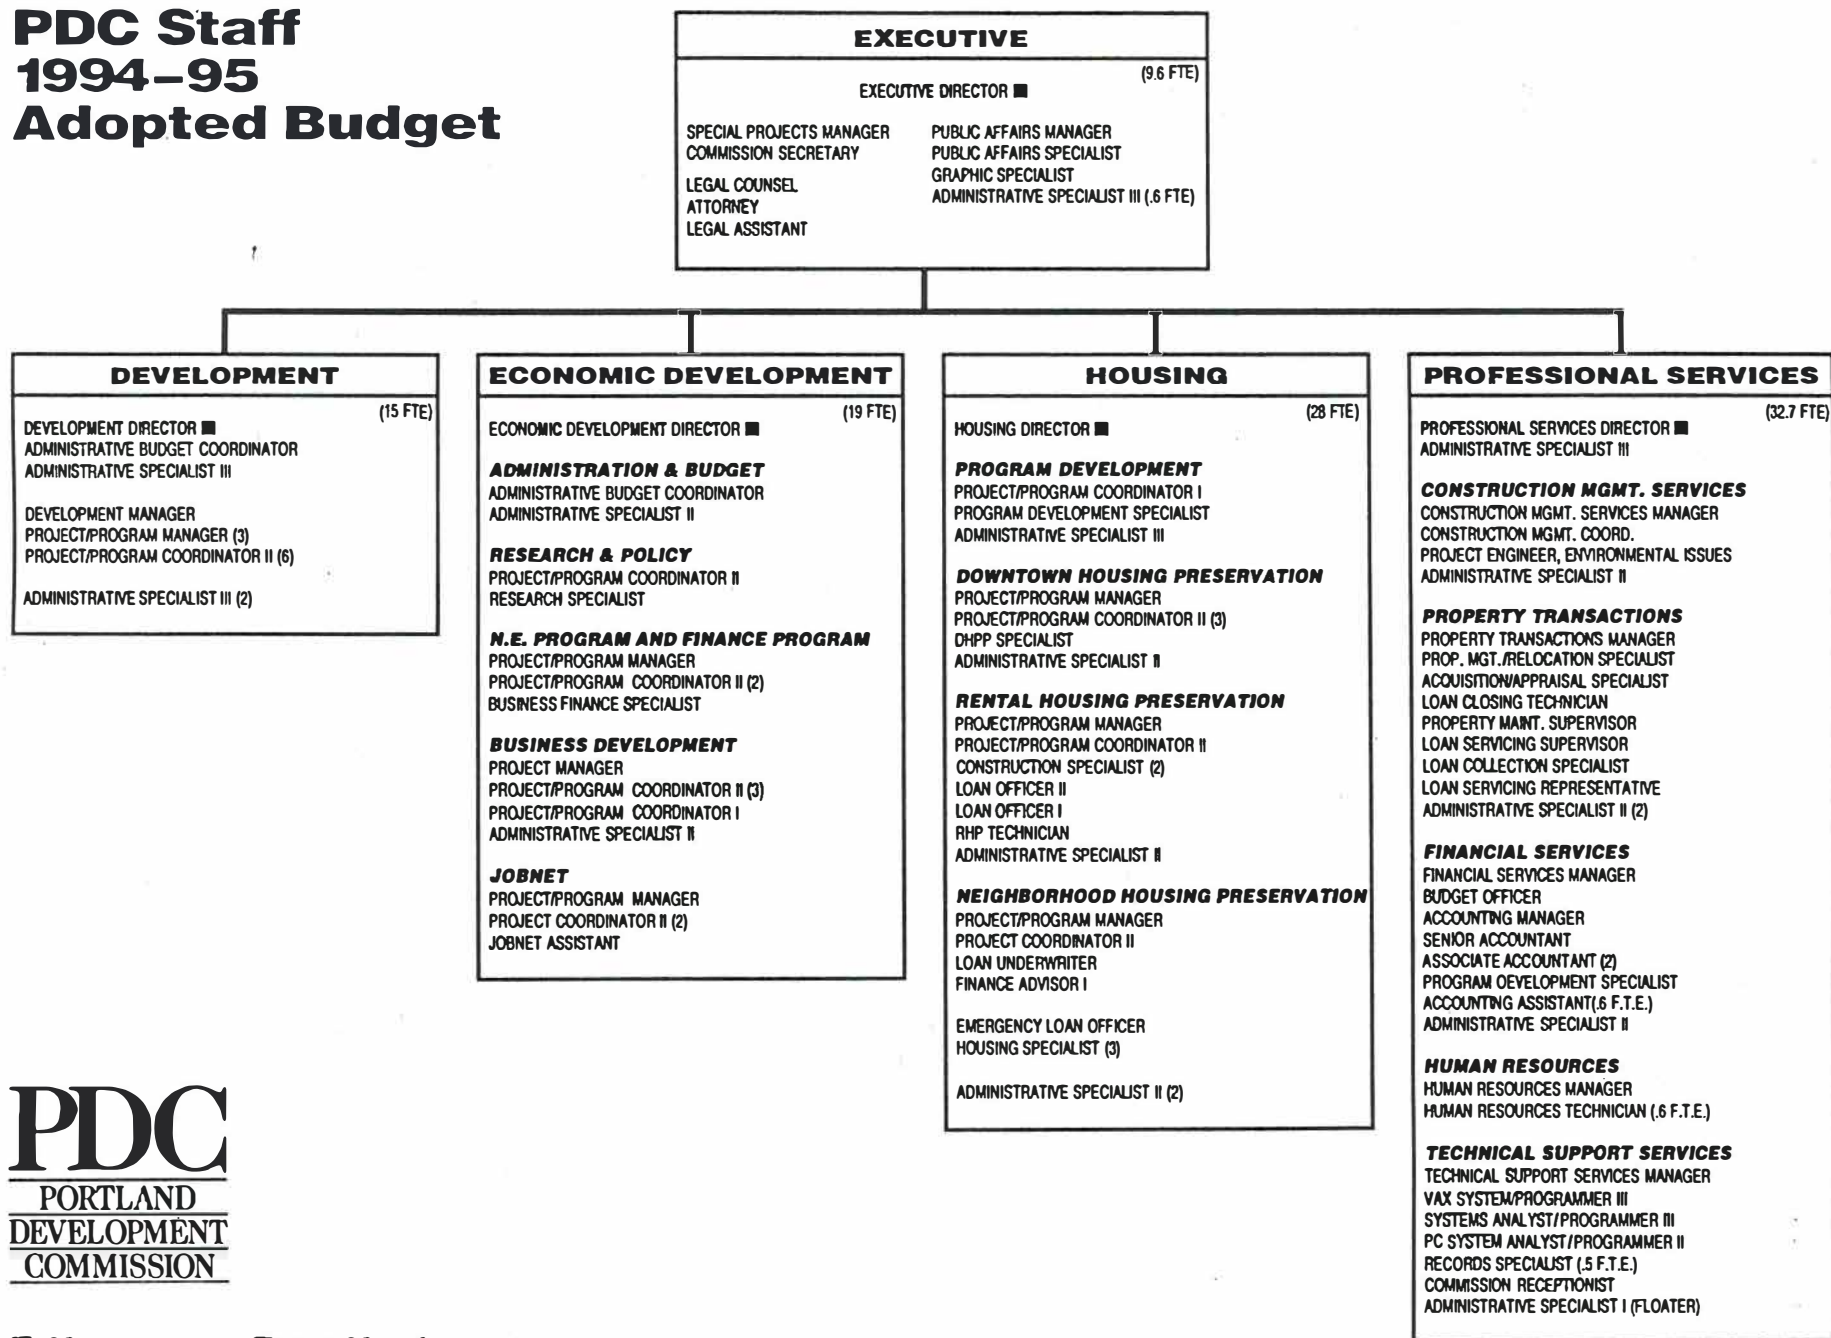 PDC Staff
1994–95
Adopted Budget
EXECUTIVE
(9.6 FTE)
EXECUTIVE DIRECTOR ■
SPECIAL PROJECTS MANAGER
COMMISSION SECRETARY
LEGAL COUNSEL
ATTORNEY
LEGAL ASSISTANT
PUBLIC AFFAIRS MANAGER
PUBLIC AFFAIRS SPECIALIST
GRAPHIC SPECIALIST
ADMINISTRATIVE SPECIALIST III (.6 FTE)
DEVELOPMENT
(15 FTE)
DEVELOPMENT DIRECTOR ■
ADMINISTRATIVE BUDGET COORDINATOR
ADMINISTRATIVE SPECIALIST III
DEVELOPMENT MANAGER
PROJECT/PROGRAM MANAGER (3)
PROJECT/PROGRAM COORDINATOR II (6)
ADMINISTRATIVE SPECIALIST III (2)
ECONOMIC DEVELOPMENT
(19 FTE)
ECONOMIC DEVELOPMENT DIRECTOR ■
ADMINISTRATION & BUDGET
ADMINISTRATIVE BUDGET COORDINATOR
ADMINISTRATIVE SPECIALIST II
RESEARCH & POLICY
PROJECT/PROGRAM COORDINATOR II
RESEARCH SPECIALIST
N.E. PROGRAM AND FINANCE PROGRAM
PROJECT/PROGRAM MANAGER
PROJECT/PROGRAM COORDINATOR II (2)
BUSINESS FINANCE SPECIALIST
BUSINESS DEVELOPMENT
PROJECT MANAGER
PROJECT/PROGRAM COORDINATOR II (3)
PROJECT/PROGRAM COORDINATOR I
ADMINISTRATIVE SPECIALIST II
JOBNET
PROJECT/PROGRAM MANAGER
PROJECT COORDINATOR II (2)
JOBNET ASSISTANT
HOUSING
(28 FTE)
HOUSING DIRECTOR ■
PROGRAM DEVELOPMENT
PROJECT/PROGRAM COORDINATOR I
PROGRAM DEVELOPMENT SPECIALIST
ADMINISTRATIVE SPECIALIST III
DOWNTOWN HOUSING PRESERVATION
PROJECT/PROGRAM MANAGER
PROJECT/PROGRAM COORDINATOR II (3)
DHPP SPECIALIST
ADMINISTRATIVE SPECIALIST II
RENTAL HOUSING PRESERVATION
PROJECT/PROGRAM MANAGER
PROJECT/PROGRAM COORDINATOR II
CONSTRUCTION SPECIALIST (2)
LOAN OFFICER II
LOAN OFFICER I
RHP TECHNICIAN
ADMINISTRATIVE SPECIALIST II
NEIGHBORHOOD HOUSING PRESERVATION
PROJECT/PROGRAM MANAGER
PROJECT COORDINATOR II
LOAN UNDERWRITER
FINANCE ADVISOR I
EMERGENCY LOAN OFFICER
HOUSING SPECIALIST (3)
ADMINISTRATIVE SPECIALIST II (2)
PROFESSIONAL SERVICES
(32.7 FTE)
PROFESSIONAL SERVICES DIRECTOR ■
ADMINISTRATIVE SPECIALIST III
CONSTRUCTION MGMT. SERVICES
CONSTRUCTION MGMT. SERVICES MANAGER
CONSTRUCTION MGMT. COORD.
PROJECT ENGINEER, ENVIRONMENTAL ISSUES
ADMINISTRATIVE SPECIALIST II
PROPERTY TRANSACTIONS
PROPERTY TRANSACTIONS MANAGER
PROP. MGT./RELOCATION SPECIALIST
ACQUISITION/APPRAISAL SPECIALIST
LOAN CLOSING TECHNICIAN
PROPERTY MAINT. SUPERVISOR
LOAN SERVICING SUPERVISOR
LOAN COLLECTION SPECIALIST
LOAN SERVICING REPRESENTATIVE
ADMINISTRATIVE SPECIALIST II (2)
FINANCIAL SERVICES
FINANCIAL SERVICES MANAGER
BUDGET OFFICER
ACCOUNTING MANAGER
SENIOR ACCOUNTANT
ASSOCIATE ACCOUNTANT (2)
PROGRAM DEVELOPMENT SPECIALIST
ACCOUNTING ASSISTANT(.6 F.T.E.)
ADMINISTRATIVE SPECIALIST II
HUMAN RESOURCES
HUMAN RESOURCES MANAGER
HUMAN RESOURCES TECHNICIAN (.6 F.T.E.)
TECHNICAL SUPPORT SERVICES
TECHNICAL SUPPORT SERVICES MANAGER
VAX SYSTEM/PROGRAMMER III
SYSTEMS ANALYST/PROGRAMMER III
PC SYSTEM ANALYST/PROGRAMMER II
RECORDS SPECIALIST (.5 F.T.E.)
COMMISSION RECEPTIONIST
ADMINISTRATIVE SPECIALIST I (FLOATER)
PDC
PORTLAND
DEVELOPMENT
COMMISSION